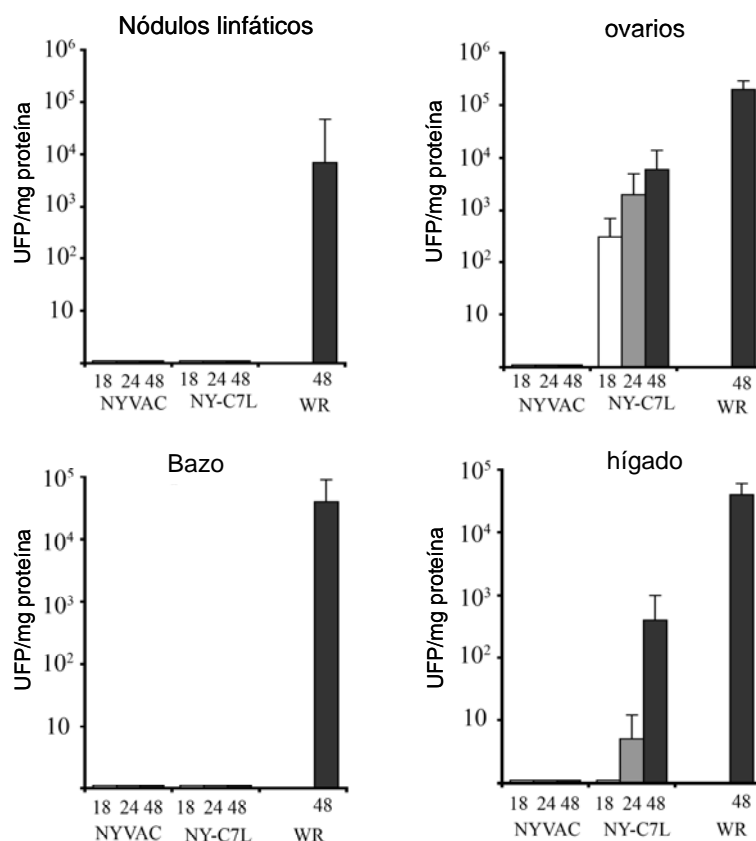 Nódulos linfáticos
UFP/mg proteína
10⁶
10⁵
10⁴
10³
10²
10
18 24 48 18 24 48 48
NYVAC NY-C7L WR
ovarios
UFP/mg proteína
10⁶
10⁵
10⁴
10³
10²
10
18 24 48 18 24 48 48
NYVAC NY-C7L WR
Bazo
UFP/mg proteína
10⁵
10⁴
10³
10²
10
18 24 48 18 24 48 48
NYVAC NY-C7L WR
hígado
UFP/mg proteína
10⁵
10⁴
10³
10²
10
18 24 48 18 24 48 48
NYVAC NY-C7L WR